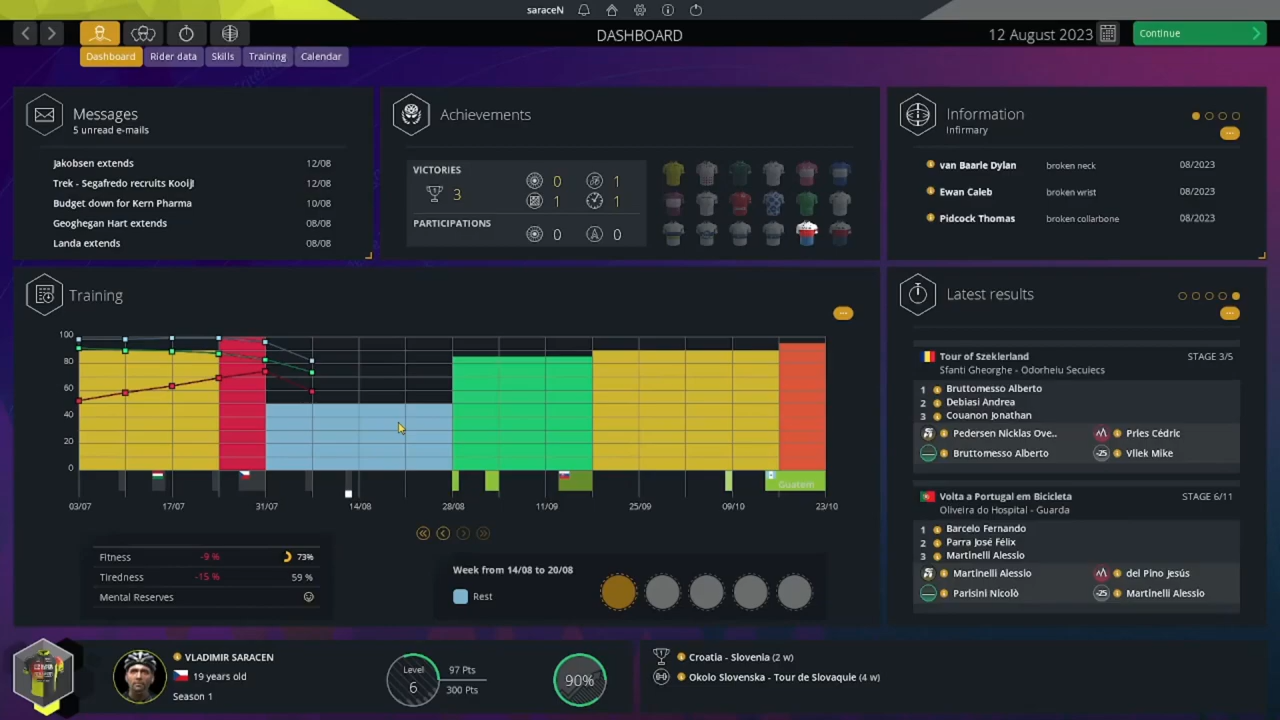 saraceN
DASHBOARD
12 August 2023
Continue
Dashboard
Rider data
Skills
Training
Calendar
Messages
5 unread e-mails
Jakobsen extends 12/08
Trek - Segafredo recruits Kooij! 12/08
Budget down for Kern Pharma 10/08
Geoghegan Hart extends 08/08
Landa extends 08/08
Achievements
VICTORIES
3
0 1
1 1
PARTICIPATIONS
0 0
Information
Infirmary
van Baarle Dylan broken neck 08/2023
Ewan Caleb broken wrist 08/2023
Pidcock Thomas broken collarbone 08/2023
Training
100
80
60
40
20
0
Guatem
03/07 17/07 31/07 14/08 28/08 11/09 25/09 09/10 23/10
Fitness -9 % 73%
Tiredness -15 % 59 %
Mental Reserves
Week from 14/08 to 20/08
Rest
Latest results
Tour of Szeklerland STAGE 3/5
Sfanti Gheorghe - Odorheiu Secuiecs
1 Bruttomesso Alberto
2 Debiasi Andrea
3 Couanon Jonathan
Pedersen Nicklas Ove.. Pries Cédric
Bruttomesso Alberto -25 Vliek Mike
Volta a Portugal em Bicicleta STAGE 6/11
Oliveira do Hospital - Guarda
1 Barcelo Fernando
2 Parra José Félix
3 Martinelli Alessio
Martinelli Alessio del Pino Jesús
Parisini Nicolò -25 Martinelli Alessio
VLADIMIR SARACEN
19 years old
Season 1
Level
6
97 Pts
300 Pts
90%
Croatia - Slovenia (2 w)
Okolo Slovenska - Tour de Slovaquie (4 w)